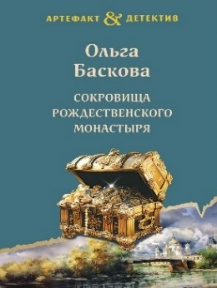 АРТЕФАКТ & ДЕТЕКТИВ
Ольга
Баскова
СОКРОВИЩА
РОЖДЕСТВЕНСКОГО
МОНАСТЫРЯ